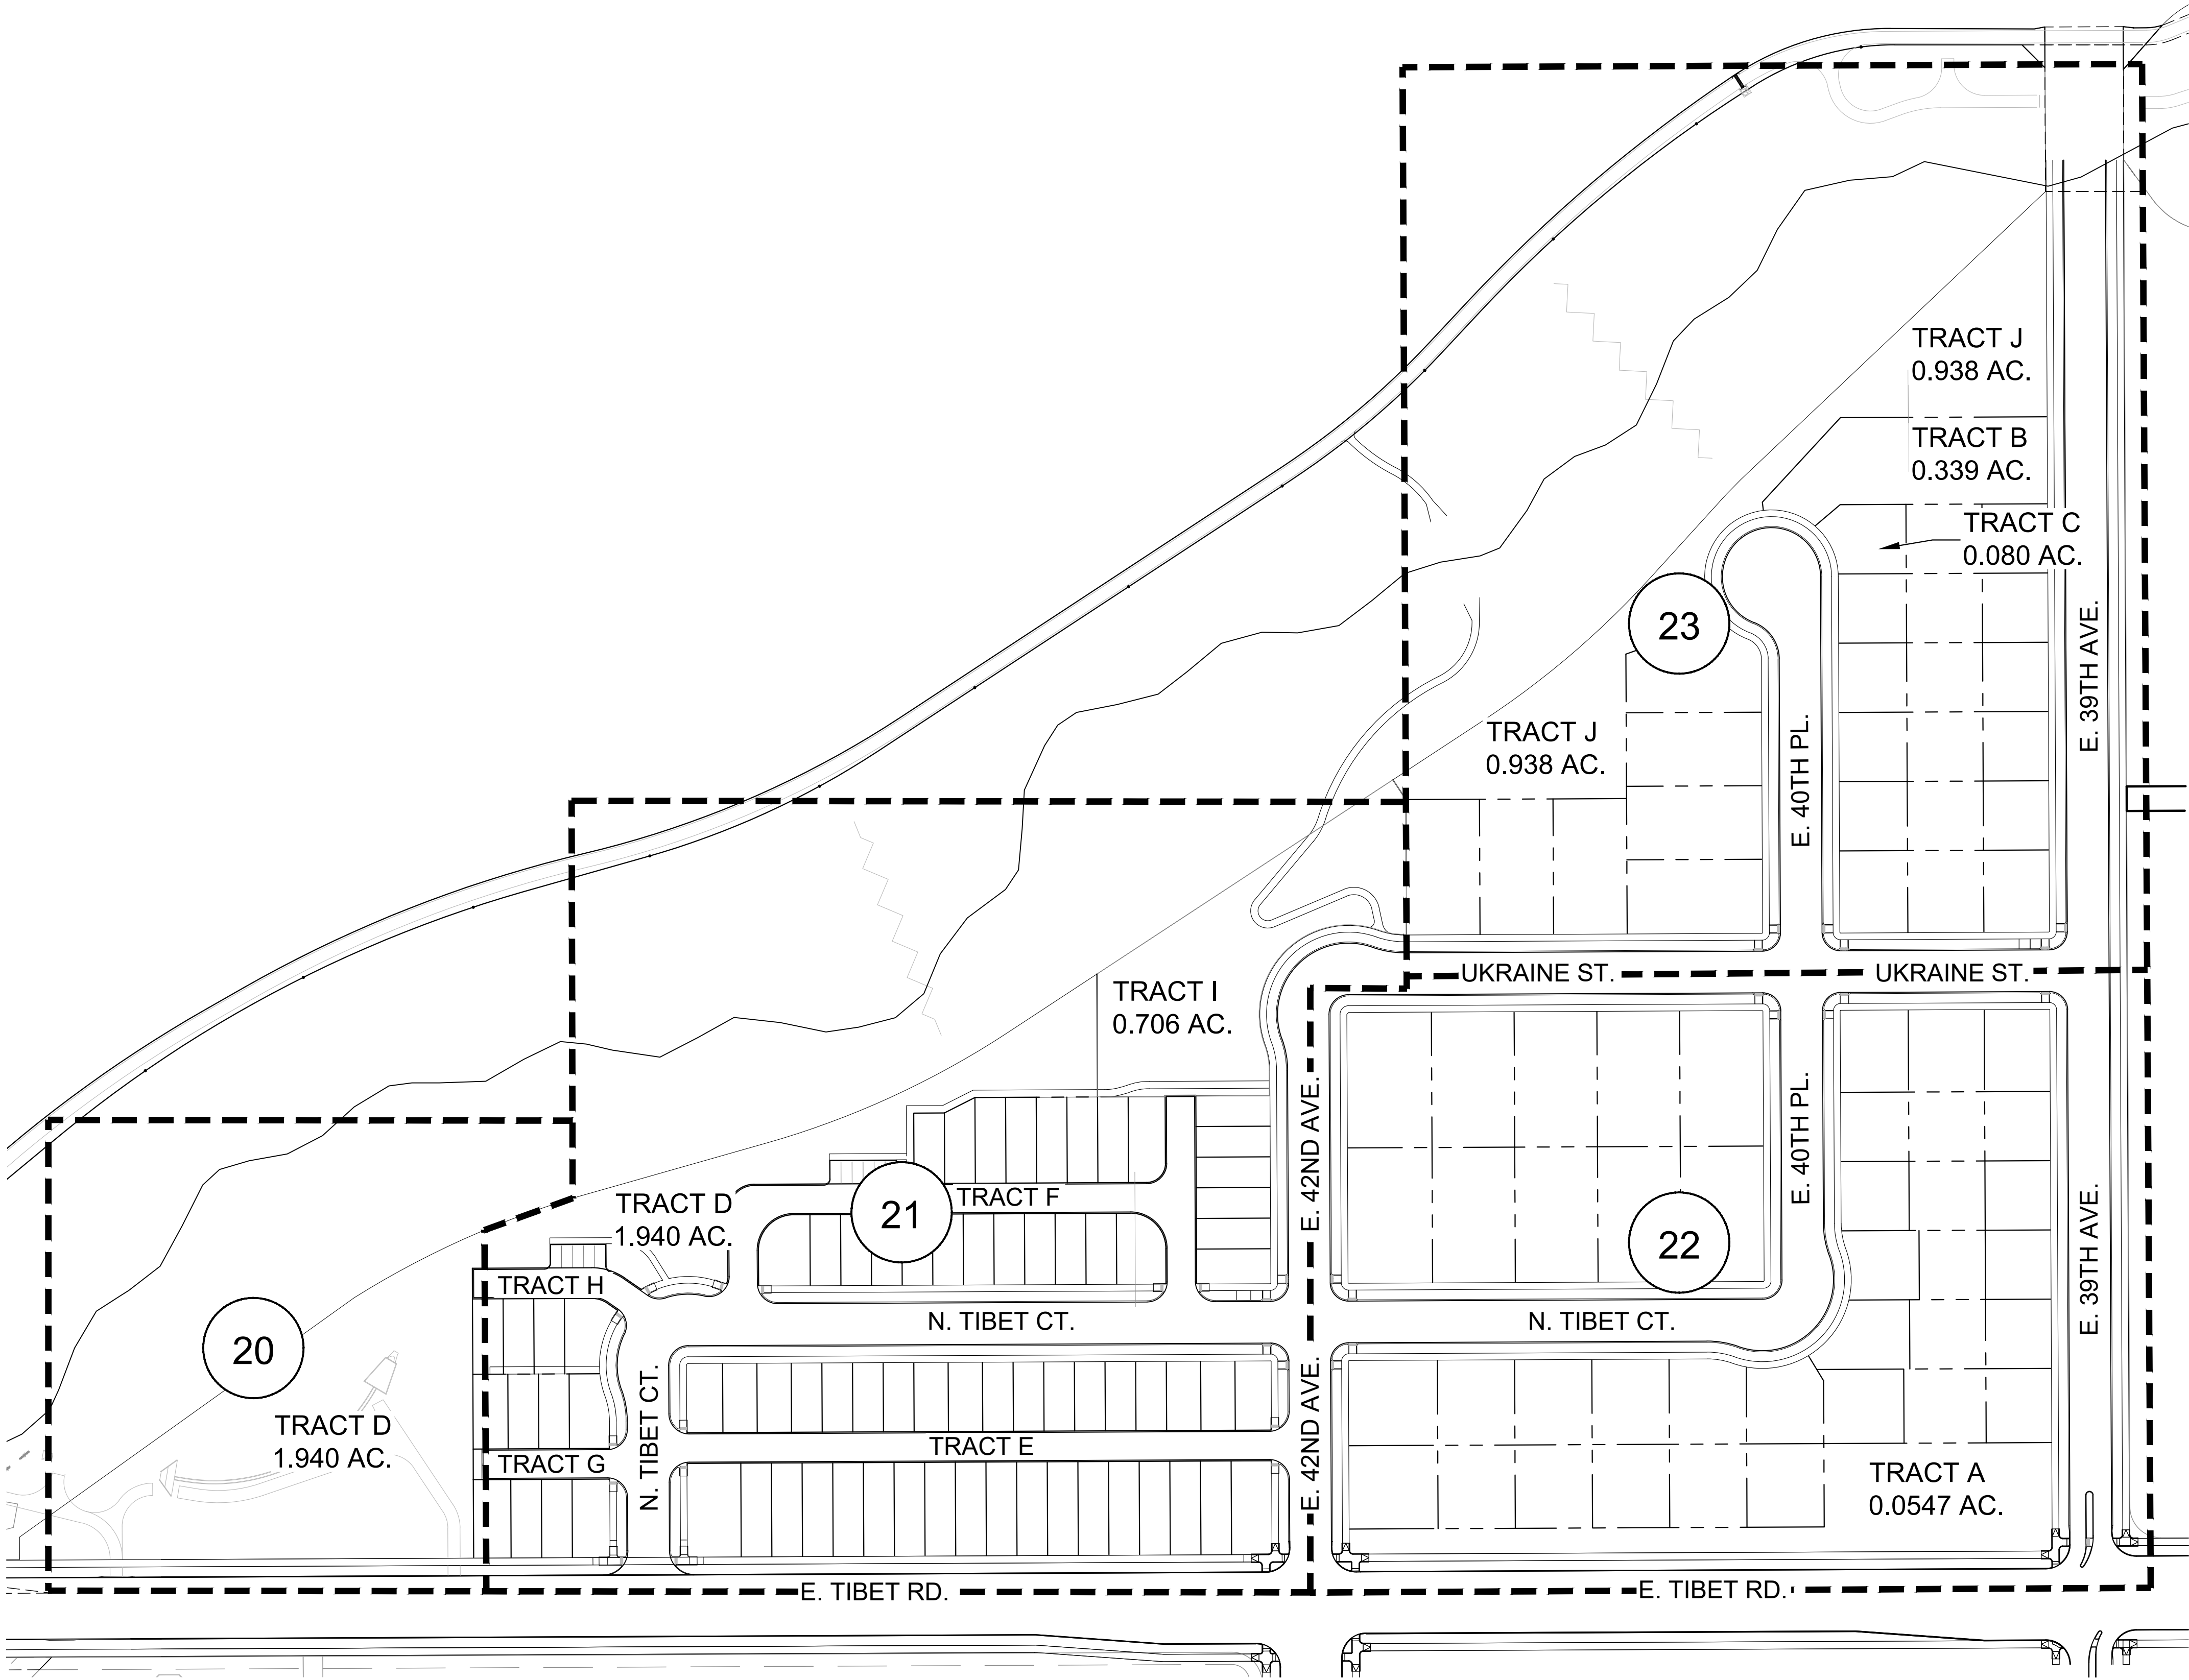 TRACT J
0.938 AC.
TRACT B
0.339 AC.
TRACT C
0.080 AC.
23
E. 39TH AVE.
TRACT J
0.938 AC.
E. 40TH PL.
UKRAINE ST.
UKRAINE ST.
TRACT I
0.706 AC.
E. 42ND AVE.
E. 40TH PL.
TRACT D
1.940 AC.
21
TRACT F
22
E. 39TH AVE.
TRACT H
N. TIBET CT.
N. TIBET CT.
20
TRACT D
1.940 AC.
N. TIBET CT.
E. 42ND AVE.
TRACT E
TRACT G
TRACT A
0.0547 AC.
E. TIBET RD.
E. TIBET RD.